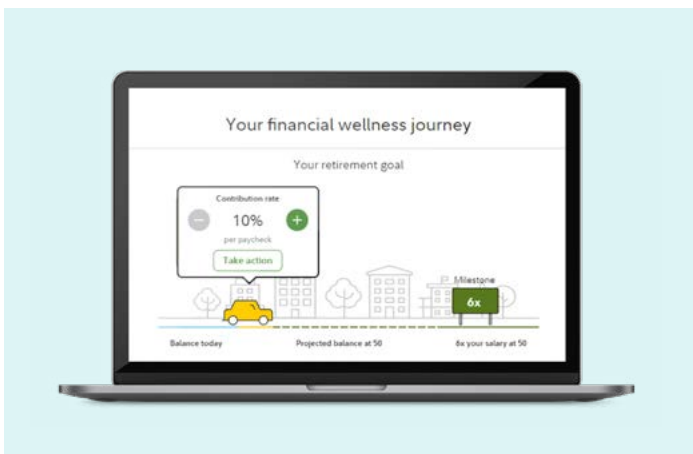 Your financial wellness journey
Your retirement goal
Contribution rate
10%
per paycheck
Take action
Milestone
6x
Balance today
Projected balance at 50
6x your salary at 50